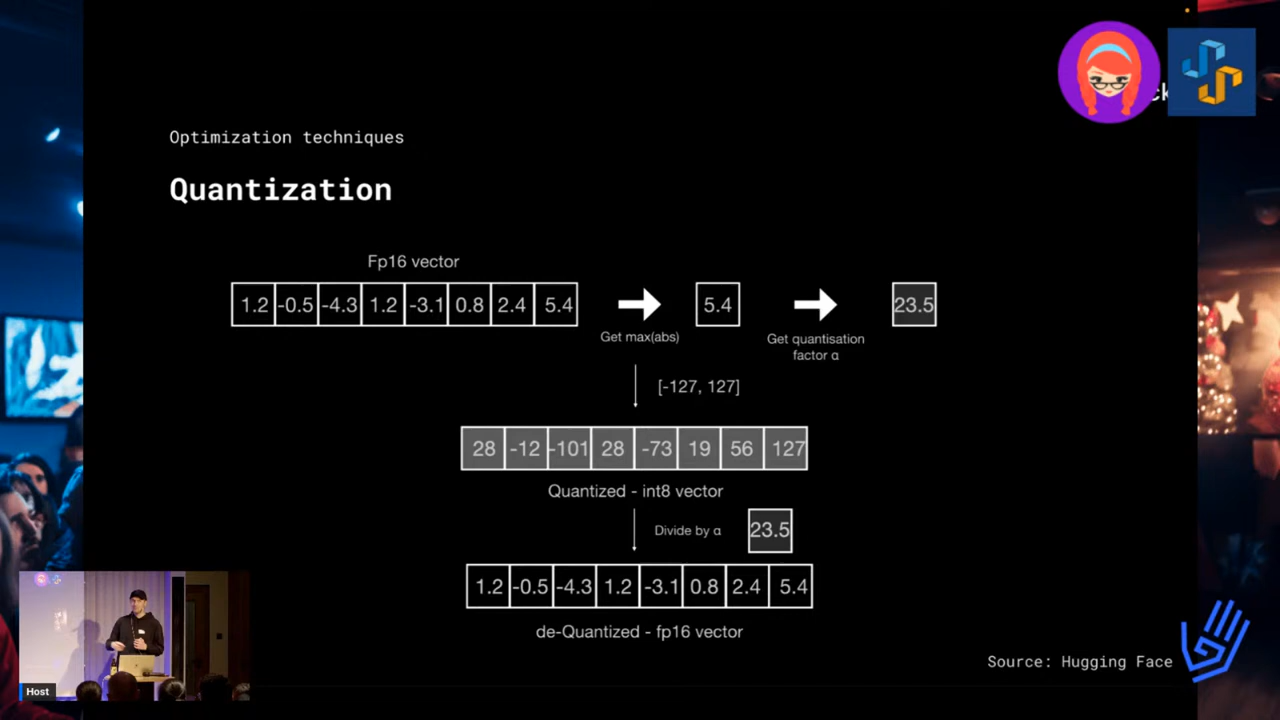 Optimization techniques
Quantization
Fp16 vector
1.2 -0.5 -4.3 1.2 -3.1 0.8 2.4 5.4
Get max(abs)
5.4
Get quantisation
factor α
23.5
[-127, 127]
28 -12 -101 28 -73 19 56 127
Quantized - int8 vector
Divide by α
23.5
1.2 -0.5 -4.3 1.2 -3.1 0.8 2.4 5.4
de-Quantized - fp16 vector
Source: Hugging Face
Host